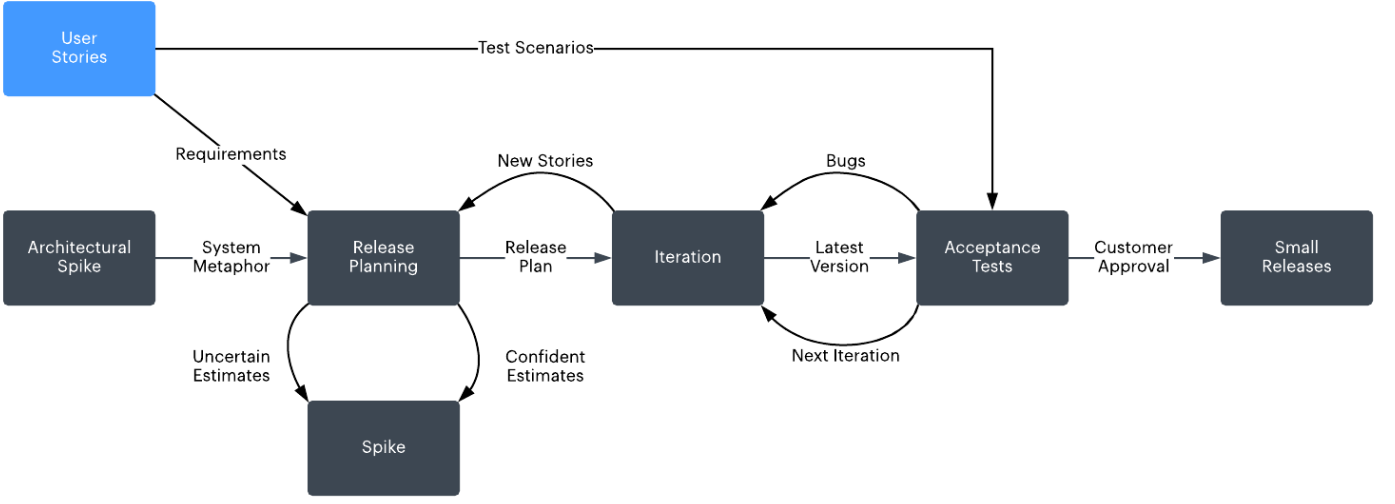 User
Stories
Test Scenarios
Requirements
New Stories
Bugs
Architectural
Spike
System
Metaphor
Release
Planning
Release
Plan
Iteration
Latest
Version
Acceptance
Tests
Customer
Approval
Small
Releases
Uncertain
Estimates
Confident
Estimates
Next Iteration
Spike